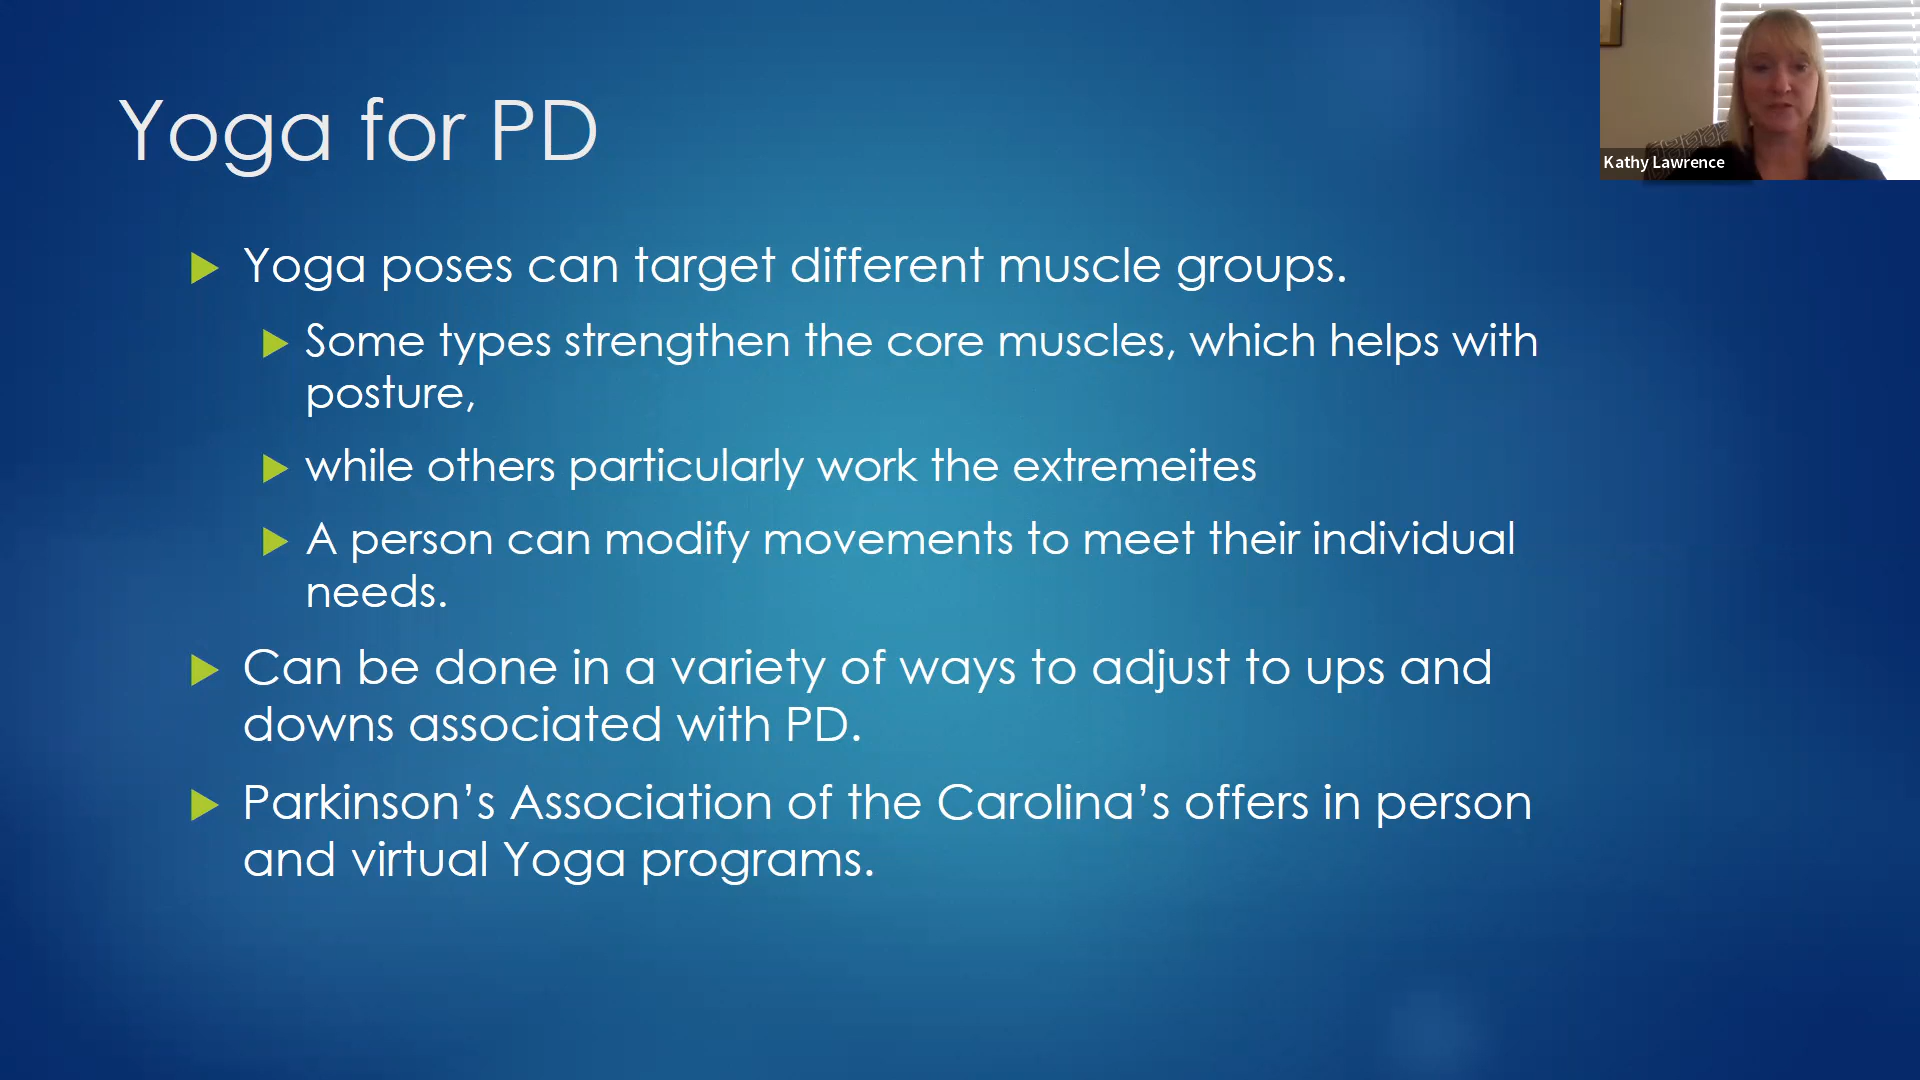 Yoga for PD
Kathy Lawrence
Yoga poses can target different muscle groups.
Some types strengthen the core muscles, which helps with
posture,
while others particularly work the extremeites
A person can modify movements to meet their individual
needs.
Can be done in a variety of ways to adjust to ups and
downs associated with PD.
Parkinson’s Association of the Carolina’s offers in person
and virtual Yoga programs.